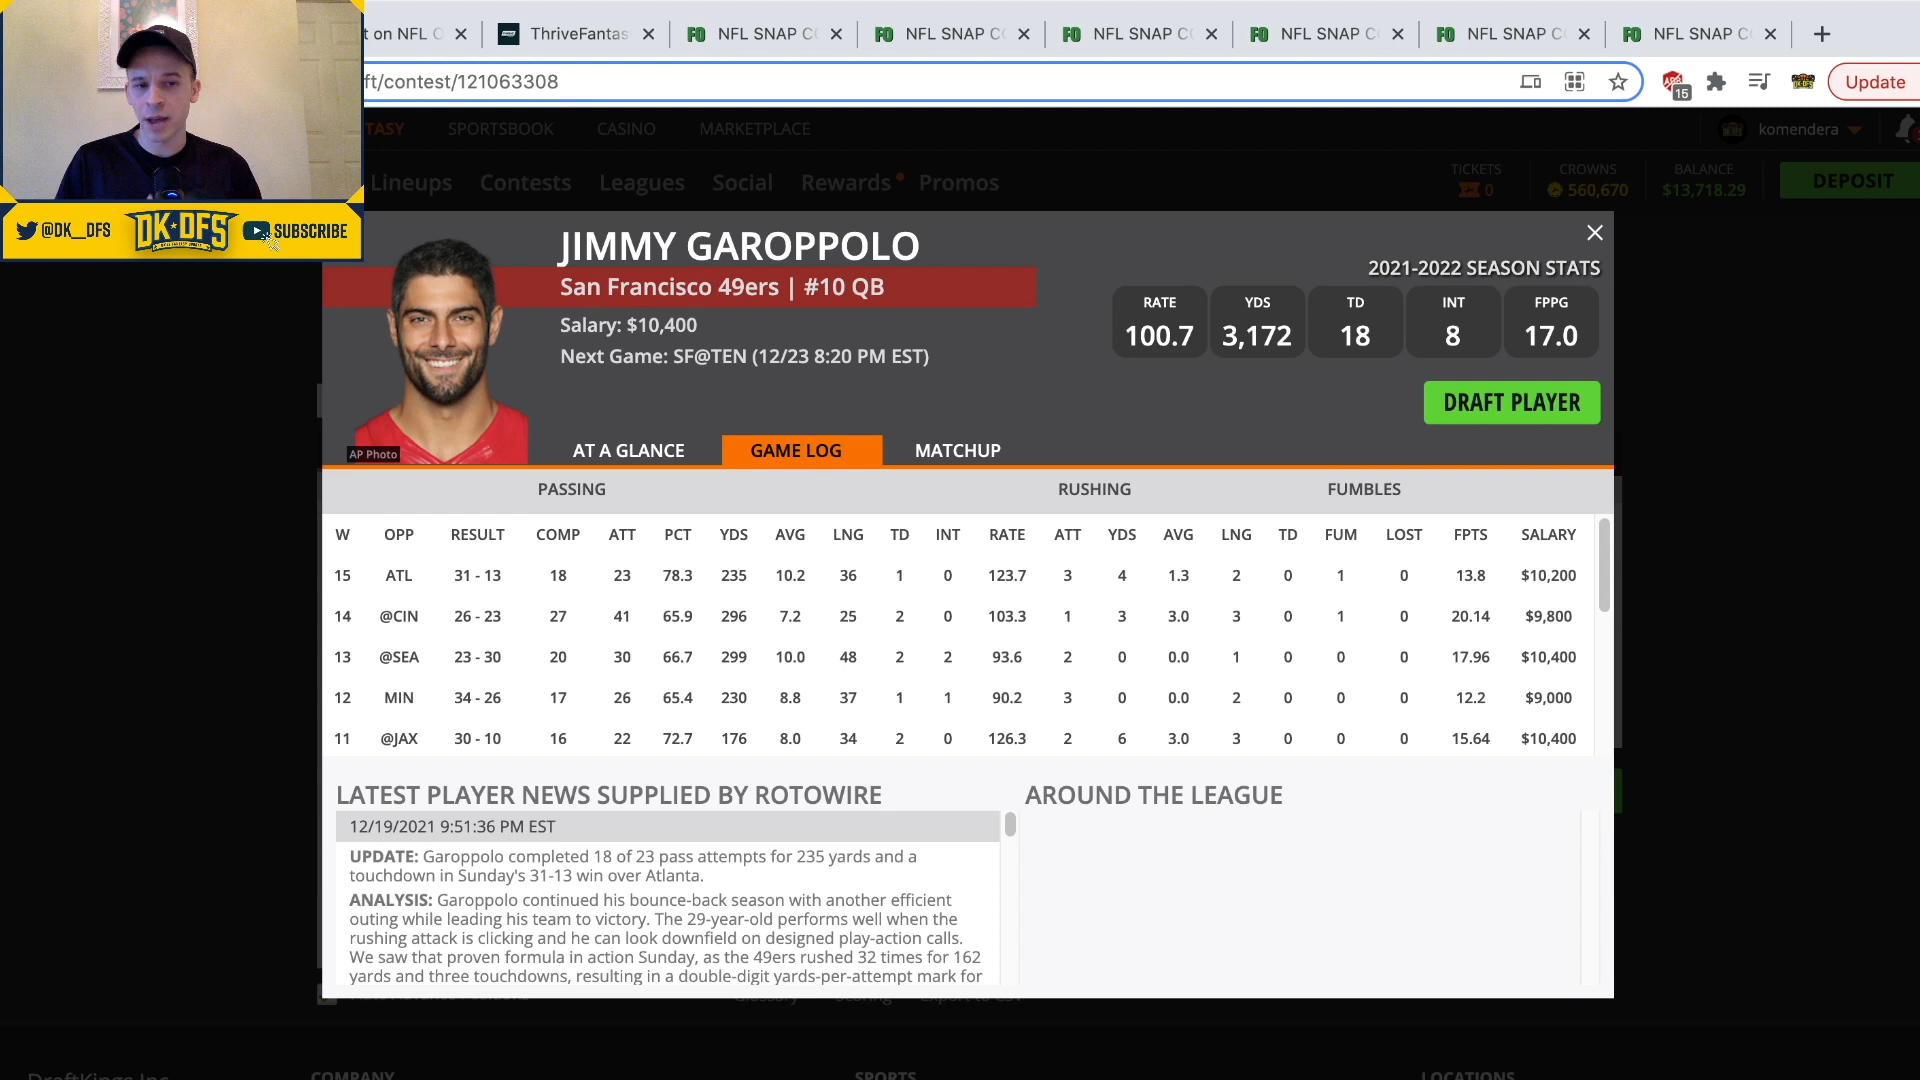 t on NFL
ThriveFantas
NFL SNAP
NFL SNAP
NFL SNAP
NFL SNAP
NFL SNAP
NFL SNAP
ft/contest/121063308
15
Update
TASY
SPORTSBOOK
CASINO
MARKETPLACE
komendera
Lineups
Contests
Leagues
Social
Rewards
Promos
TICKETS
0
CROWNS
560,670
BALANCE
$13,718.29
DEPOSIT
@DK__DFS
DK DFS
SUBSCRIBE
JIMMY GAROPPOLO
San Francisco 49ers | #10 QB
Salary: $10,400
Next Game: SF@TEN (12/23 8:20 PM EST)
2021-2022 SEASON STATS
RATE YDS TD INT FPPG
100.7 3,172 18 8 17.0
DRAFT PLAYER
AP Photo
AT A GLANCE GAME LOG MATCHUP
PASSING RUSHING FUMBLES
W OPP RESULT COMP ATT PCT YDS AVG LNG TD INT RATE ATT YDS AVG LNG TD FUM LOST FPTS SALARY
15 ATL 31 - 13 18 23 78.3 235 10.2 36 1 0 123.7 3 4 1.3 2 0 1 0 13.8 $10,200
14 @CIN 26 - 23 27 41 65.9 296 7.2 25 2 0 103.3 1 3 3.0 3 0 1 0 20.14 $9,800
13 @SEA 23 - 30 20 30 66.7 299 10.0 48 2 2 93.6 2 0 0.0 1 0 0 0 17.96 $10,400
12 MIN 34 - 26 17 26 65.4 230 8.8 37 1 1 90.2 3 0 0.0 2 0 0 0 12.2 $9,000
11 @JAX 30 - 10 16 22 72.7 176 8.0 34 2 0 126.3 2 6 3.0 3 0 0 0 15.64 $10,400
LATEST PLAYER NEWS SUPPLIED BY ROTOWIRE
AROUND THE LEAGUE
12/19/2021 9:51:36 PM EST
UPDATE: Garoppolo completed 18 of 23 pass attempts for 235 yards and a
touchdown in Sunday's 31-13 win over Atlanta.
ANALYSIS: Garoppolo continued his bounce-back season with another efficient
outing while leading his team to victory. The 29-year-old performs well when the
rushing attack is clicking and he can look downfield on designed play-action calls.
We saw that proven formula in action Sunday, as the 49ers rushed 32 times for 162
yards and three touchdowns, resulting in a double-digit yards-per-attempt mark for
DraftKings Inc.
COMPANY
SPORTS
LOCATIONS